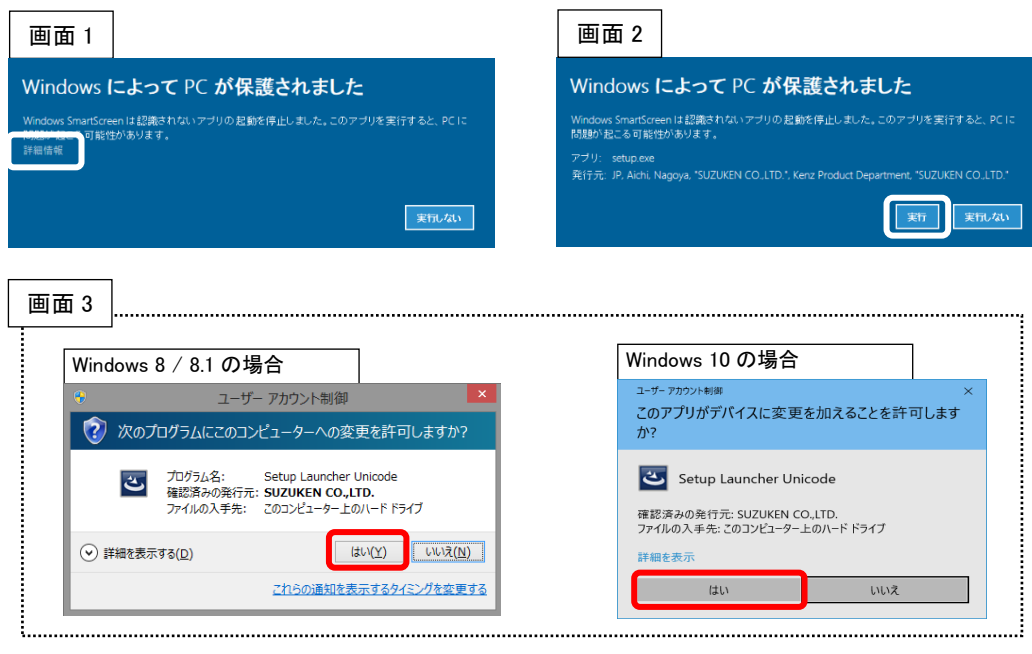 画面 1
Windows によって PC が保護されました
Windows SmartScreen は認識されないアプリの起動を停止しました。このアプリを実行すると、PC に
問題が起こる可能性があります。
詳細情報
実行しない
画面 2
Windows によって PC が保護されました
Windows SmartScreen は認識されないアプリの起動を停止しました。このアプリを実行すると、PC に
問題が起こる可能性があります。
アプリ: setup.exe
発行元: JP, Aichi, Nagoya, "SUZUKEN CO.,LTD.", Kenz Product Department, "SUZUKEN CO.,LTD."
実行 実行しない
画面 3
Windows 8 / 8.1 の場合
ユーザー アカウント制御
次のプログラムにこのコンピューターへの変更を許可しますか?
プログラム名: Setup Launcher Unicode
確認済みの発行元: SUZUKEN CO.,LTD.
ファイルの入手先: このコンピューター上のハード ドライブ
詳細を表示する(D) はい(Y) いいえ(N)
これらの通知を表示するタイミングを変更する
Windows 10 の場合
ユーザー アカウント制御
このアプリがデバイスに変更を加えることを許可します
か?
Setup Launcher Unicode
確認済みの発行元: SUZUKEN CO.,LTD.
ファイルの入手先: このコンピューター上のハード ドライブ
詳細を表示
はい いいえ